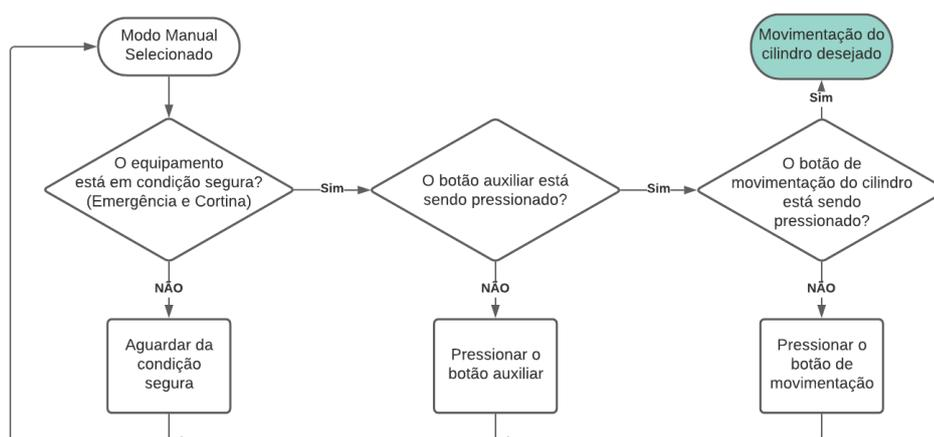 Modo Manual
Selecionado
Movimentação do
cilindro desejado
Sim
O equipamento
está em condição segura?
(Emergência e Cortina)
Sim
O botão auxiliar está
sendo pressionado?
Sim
O botão de
movimentação do cilindro
está sendo
pressionado?
NÃO
NÃO
NÃO
Aguardar da
condição
segura
Pressionar o
botão auxiliar
Pressionar o
botão de
movimentação